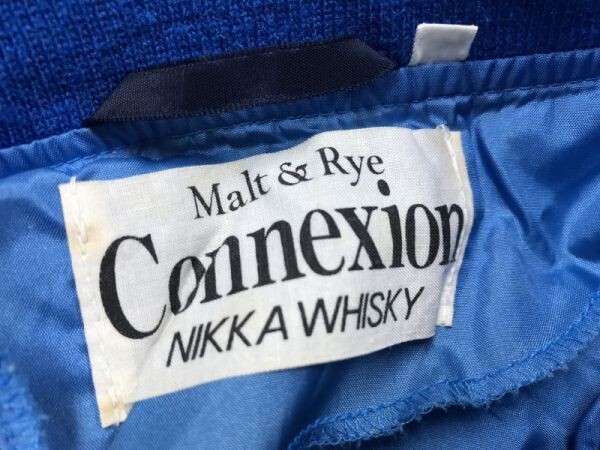 Malt & Rye
Connexion
NIKKA WHISKY